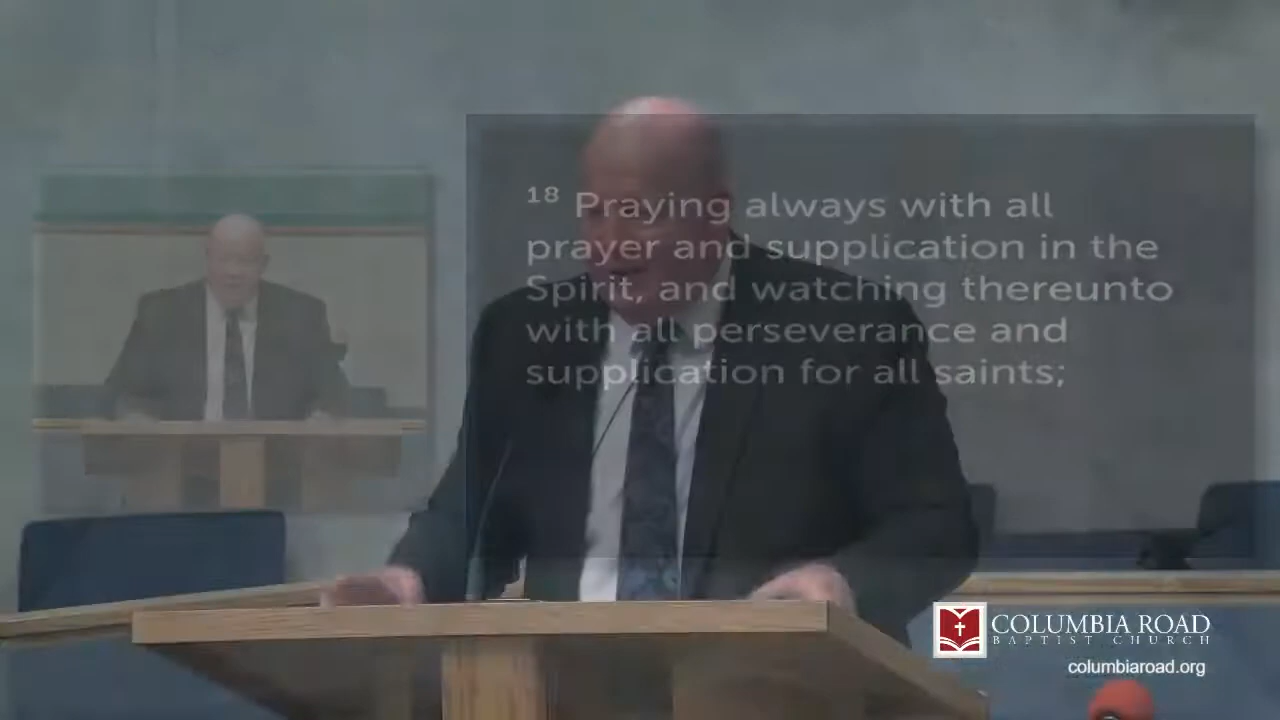 18 Praying always with all
prayer and supplication in the
Spirit, and watching thereunto
with all perseverance and
supplication for all saints;
COLUMBIA ROAD
BAPTIST CHURCH
columbiaroad.org